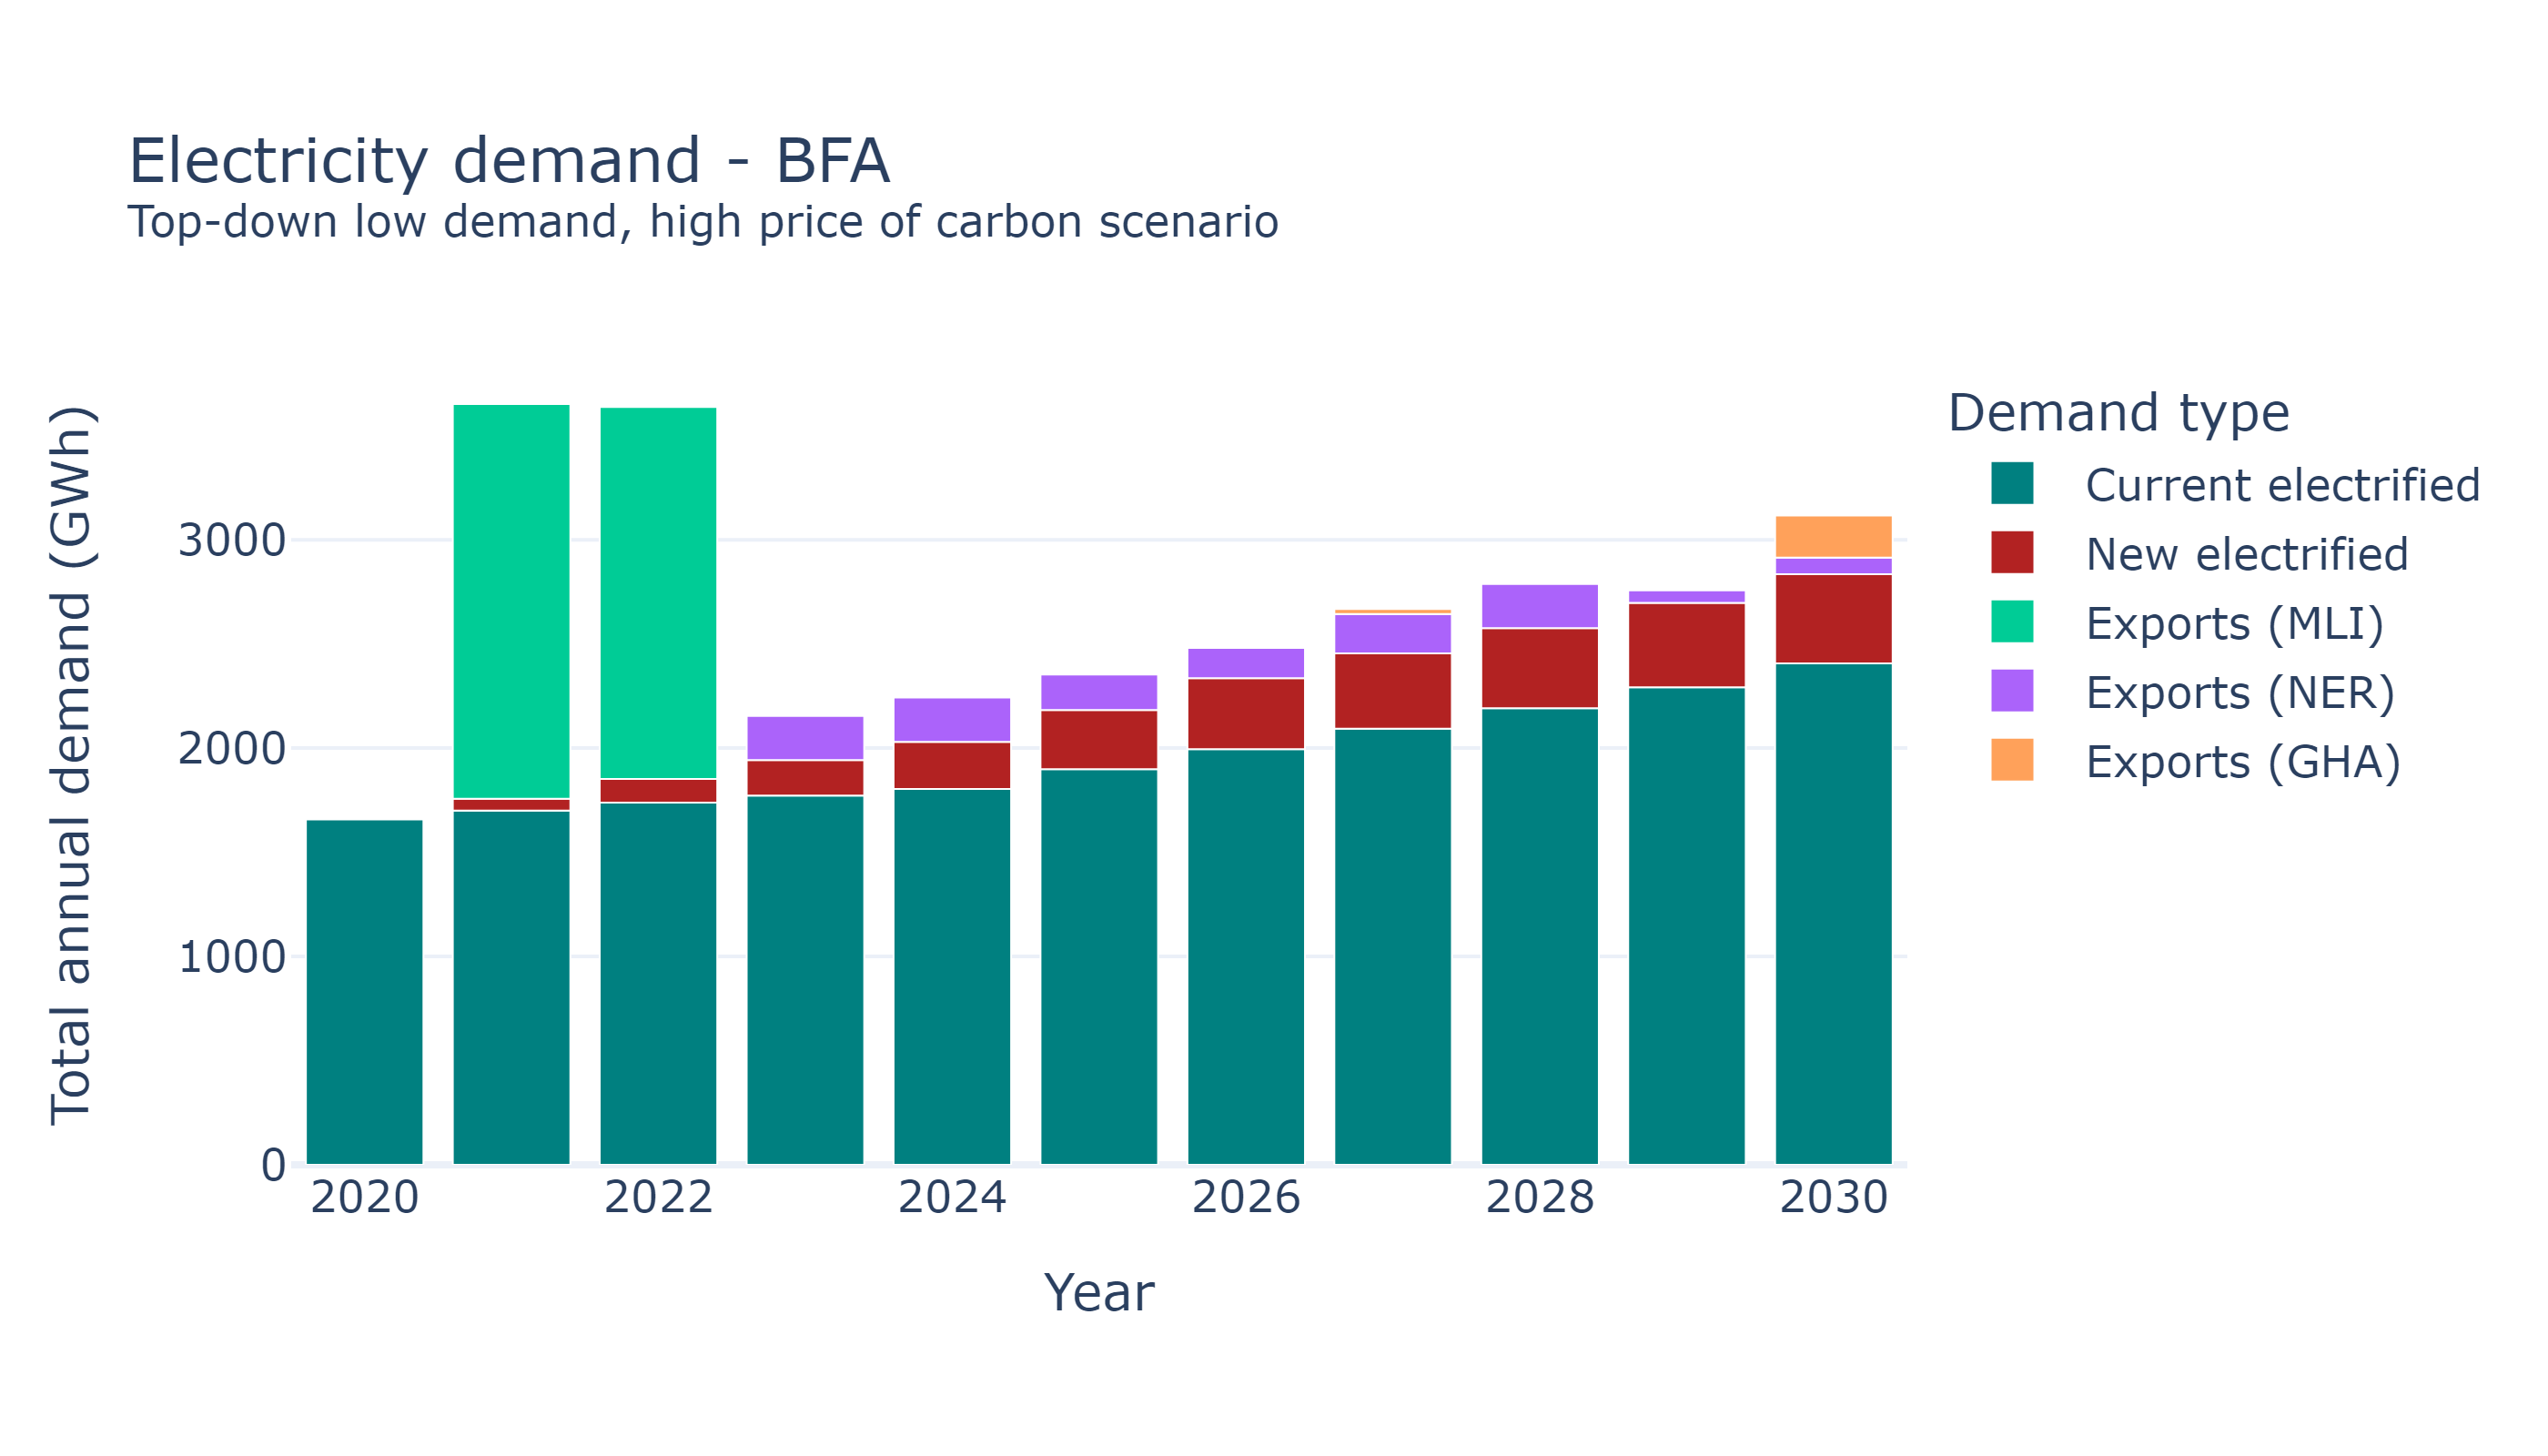 Electricity demand - BFA
Top-down low demand, high price of carbon scenario
Total annual demand (GWh)
3000
2000
1000
0
2020
2022
2024
2026
2028
2030
Year
Demand type
Current electrified
New electrified
Exports (MLI)
Exports (NER)
Exports (GHA)